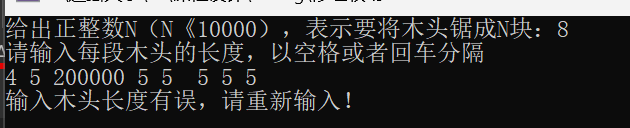 给出正整数N（N《10000），表示要将木头锯成N块：8
请输入每段木头的长度，以空格或者回车分隔
4 5 200000 5 5  5 5 5
输入木头长度有误，请重新输入！